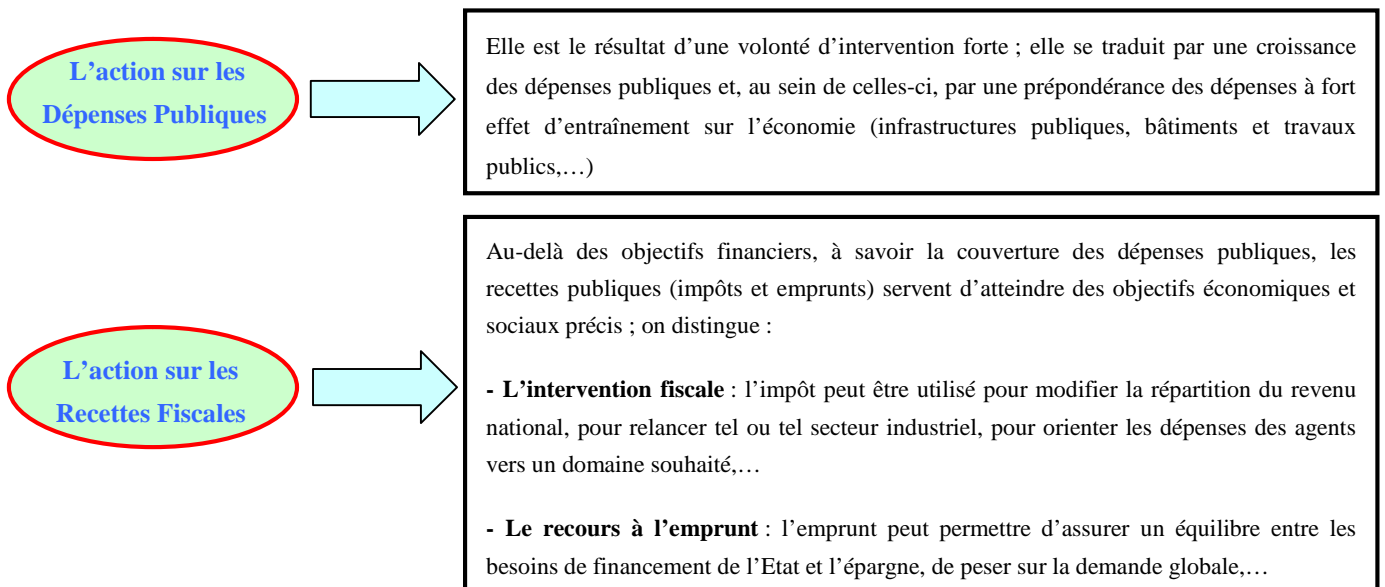 L’action sur les
Dépenses Publiques
Elle est le résultat d’une volonté d’intervention forte ; elle se traduit par une croissance
des dépenses publiques et, au sein de celles-ci, par une prépondérance des dépenses à fort
effet d’entraînement sur l’économie (infrastructures publiques, bâtiments et travaux
publics,…)
L’action sur les
Recettes Fiscales
Au-delà des objectifs financiers, à savoir la couverture des dépenses publiques, les
recettes publiques (impôts et emprunts) servent d’atteindre des objectifs économiques et
sociaux précis ; on distingue :
- L’intervention fiscale : l’impôt peut être utilisé pour modifier la répartition du revenu
national, pour relancer tel ou tel secteur industriel, pour orienter les dépenses des agents
vers un domaine souhaité,…
- Le recours à l’emprunt : l’emprunt peut permettre d’assurer un équilibre entre les
besoins de financement de l’Etat et l’épargne, de peser sur la demande globale,…